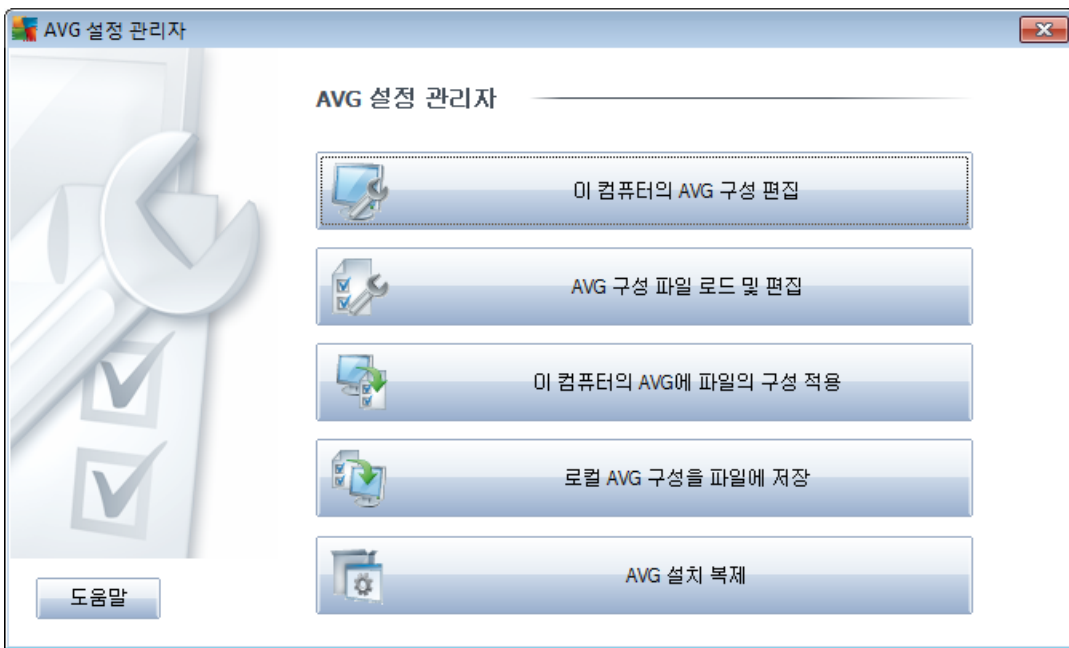 AVG 설정 관리자
AVG 설정 관리자
이 컴퓨터의 AVG 구성 편집
AVG 구성 파일 로드 및 편집
이 컴퓨터의 AVG에 파일의 구성 적용
로컬 AVG 구성을 파일에 저장
AVG 설치 복제
도움말